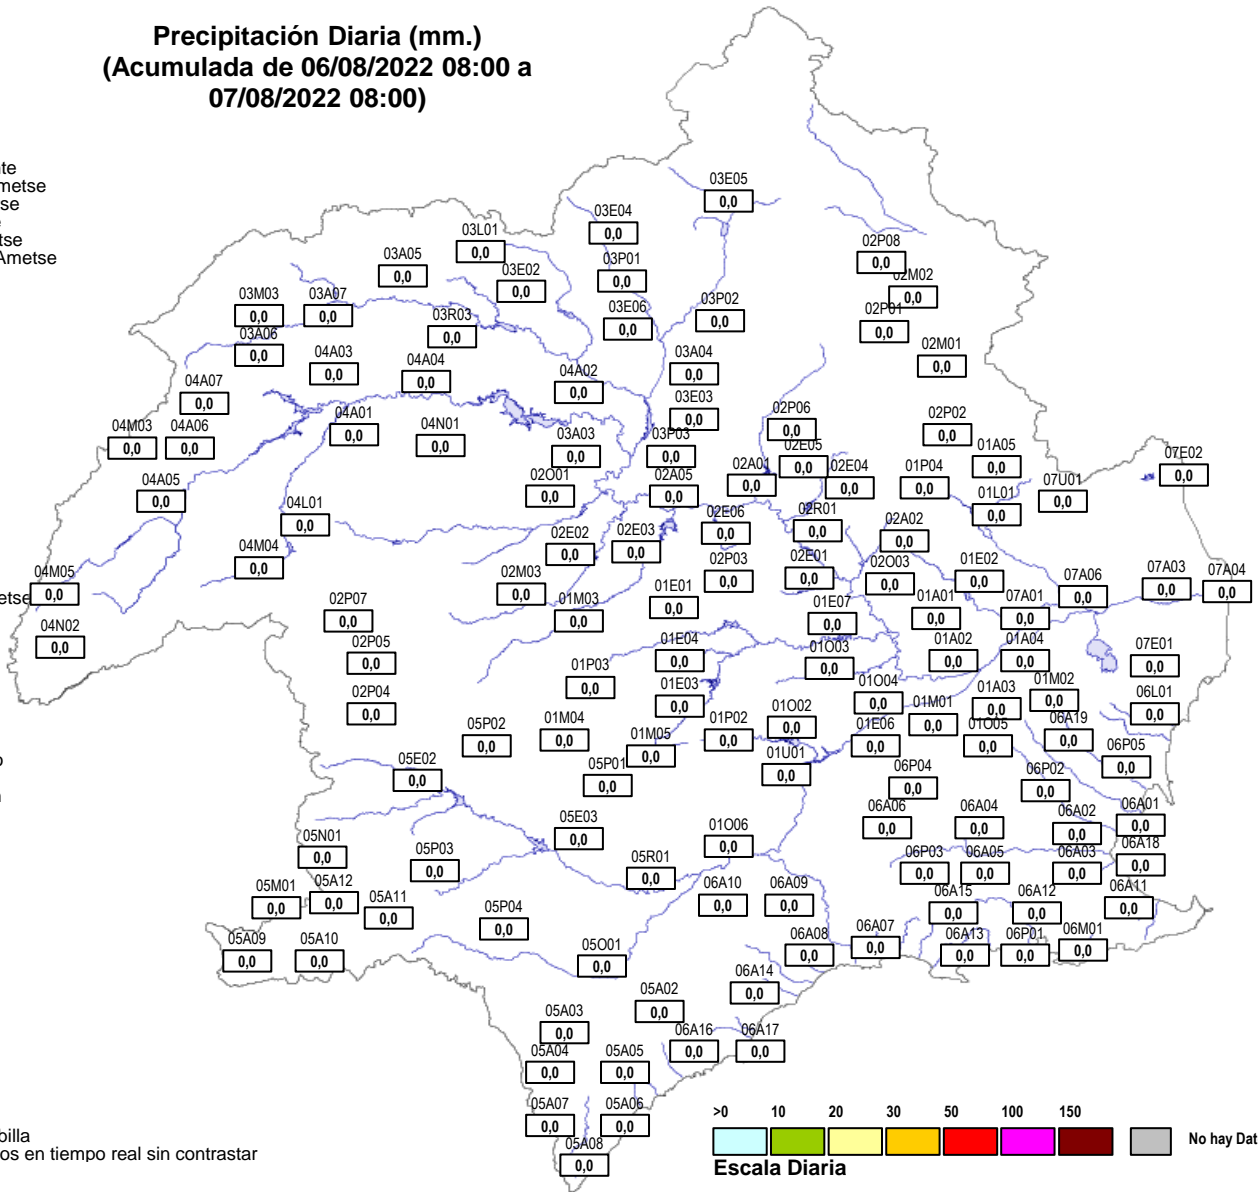 Precipitación Diaria (mm.)
(Acumulada de 06/08/2022 08:00 a
07/08/2022 08:00)
nte
metse
se
e
tse
Ametse
etse
o
n
billa
os en tiempo real sin contrastar
03E05
0,0
03E04
0,0
03L01
0,0
03A05
0,0
03E02
0,0
03P01
0,0
02P08
0,0
02M02
0,0
03M03
0,0
03A07
0,0
03R03
0,0
03E06
0,0
03P02
0,0
02P01
0,0
03A06
0,0
04A03
0,0
04A04
0,0
04A02
0,0
03A04
0,0
02M01
0,0
04A07
0,0
03E03
0,0
04M03
0,0
04A06
0,0
04A01
0,0
04N01
0,0
03A03
0,0
03P03
0,0
02P06
0,0
02E05
0,0
02P02
0,0
01A05
0,0
07E02
0,0
04A05
0,0
02O01
0,0
02A05
0,0
02A01
0,0
02E04
0,0
01P04
0,0
01L01
0,0
07U01
0,0
04L01
0,0
02E06
0,0
02R01
0,0
02A02
0,0
04M04
0,0
02E02
0,0
02E03
0,0
02P03
0,0
02E01
0,0
02O03
0,0
01E02
0,0
07A06
0,0
07A03
0,0
07A04
0,0
04M05
0,0
02M03
0,0
01M03
0,0
01E01
0,0
01E07
0,0
01A01
0,0
07A01
0,0
04N02
0,0
02P07
0,0
02P05
0,0
01E04
0,0
01O03
0,0
01A02
0,0
01A04
0,0
07E01
0,0
01P03
0,0
01E03
0,0
01O04
0,0
01M01
0,0
01A03
0,0
01M02
0,0
06L01
0,0
02P04
0,0
05P02
0,0
01M04
0,0
01M05
0,0
01P02
0,0
01O02
0,0
01E06
0,0
01O05
0,0
06A19
0,0
06P05
0,0
05E02
0,0
05P01
0,0
01U01
0,0
06P04
0,0
06P02
0,0
05E03
0,0
01O06
0,0
06A06
0,0
06A04
0,0
06A02
0,0
06A01
0,0
05N01
0,0
05P03
0,0
05R01
0,0
06P03
0,0
06A05
0,0
06A03
0,0
06A18
0,0
05M01
0,0
05A12
0,0
05A11
0,0
06A10
0,0
06A09
0,0
06A15
0,0
06A12
0,0
06A11
0,0
05P04
0,0
05A09
0,0
05A10
0,0
05O01
0,0
06A08
0,0
06A07
0,0
06A13
0,0
06P01
0,0
06M01
0,0
05A02
0,0
06A14
0,0
05A03
0,0
06A16
0,0
06A17
0,0
05A04
0,0
05A05
0,0
05A07
0,0
05A06
0,0
05A08
0,0
>0 10 20 30 50 100 150
No hay Dat
Escala Diaria